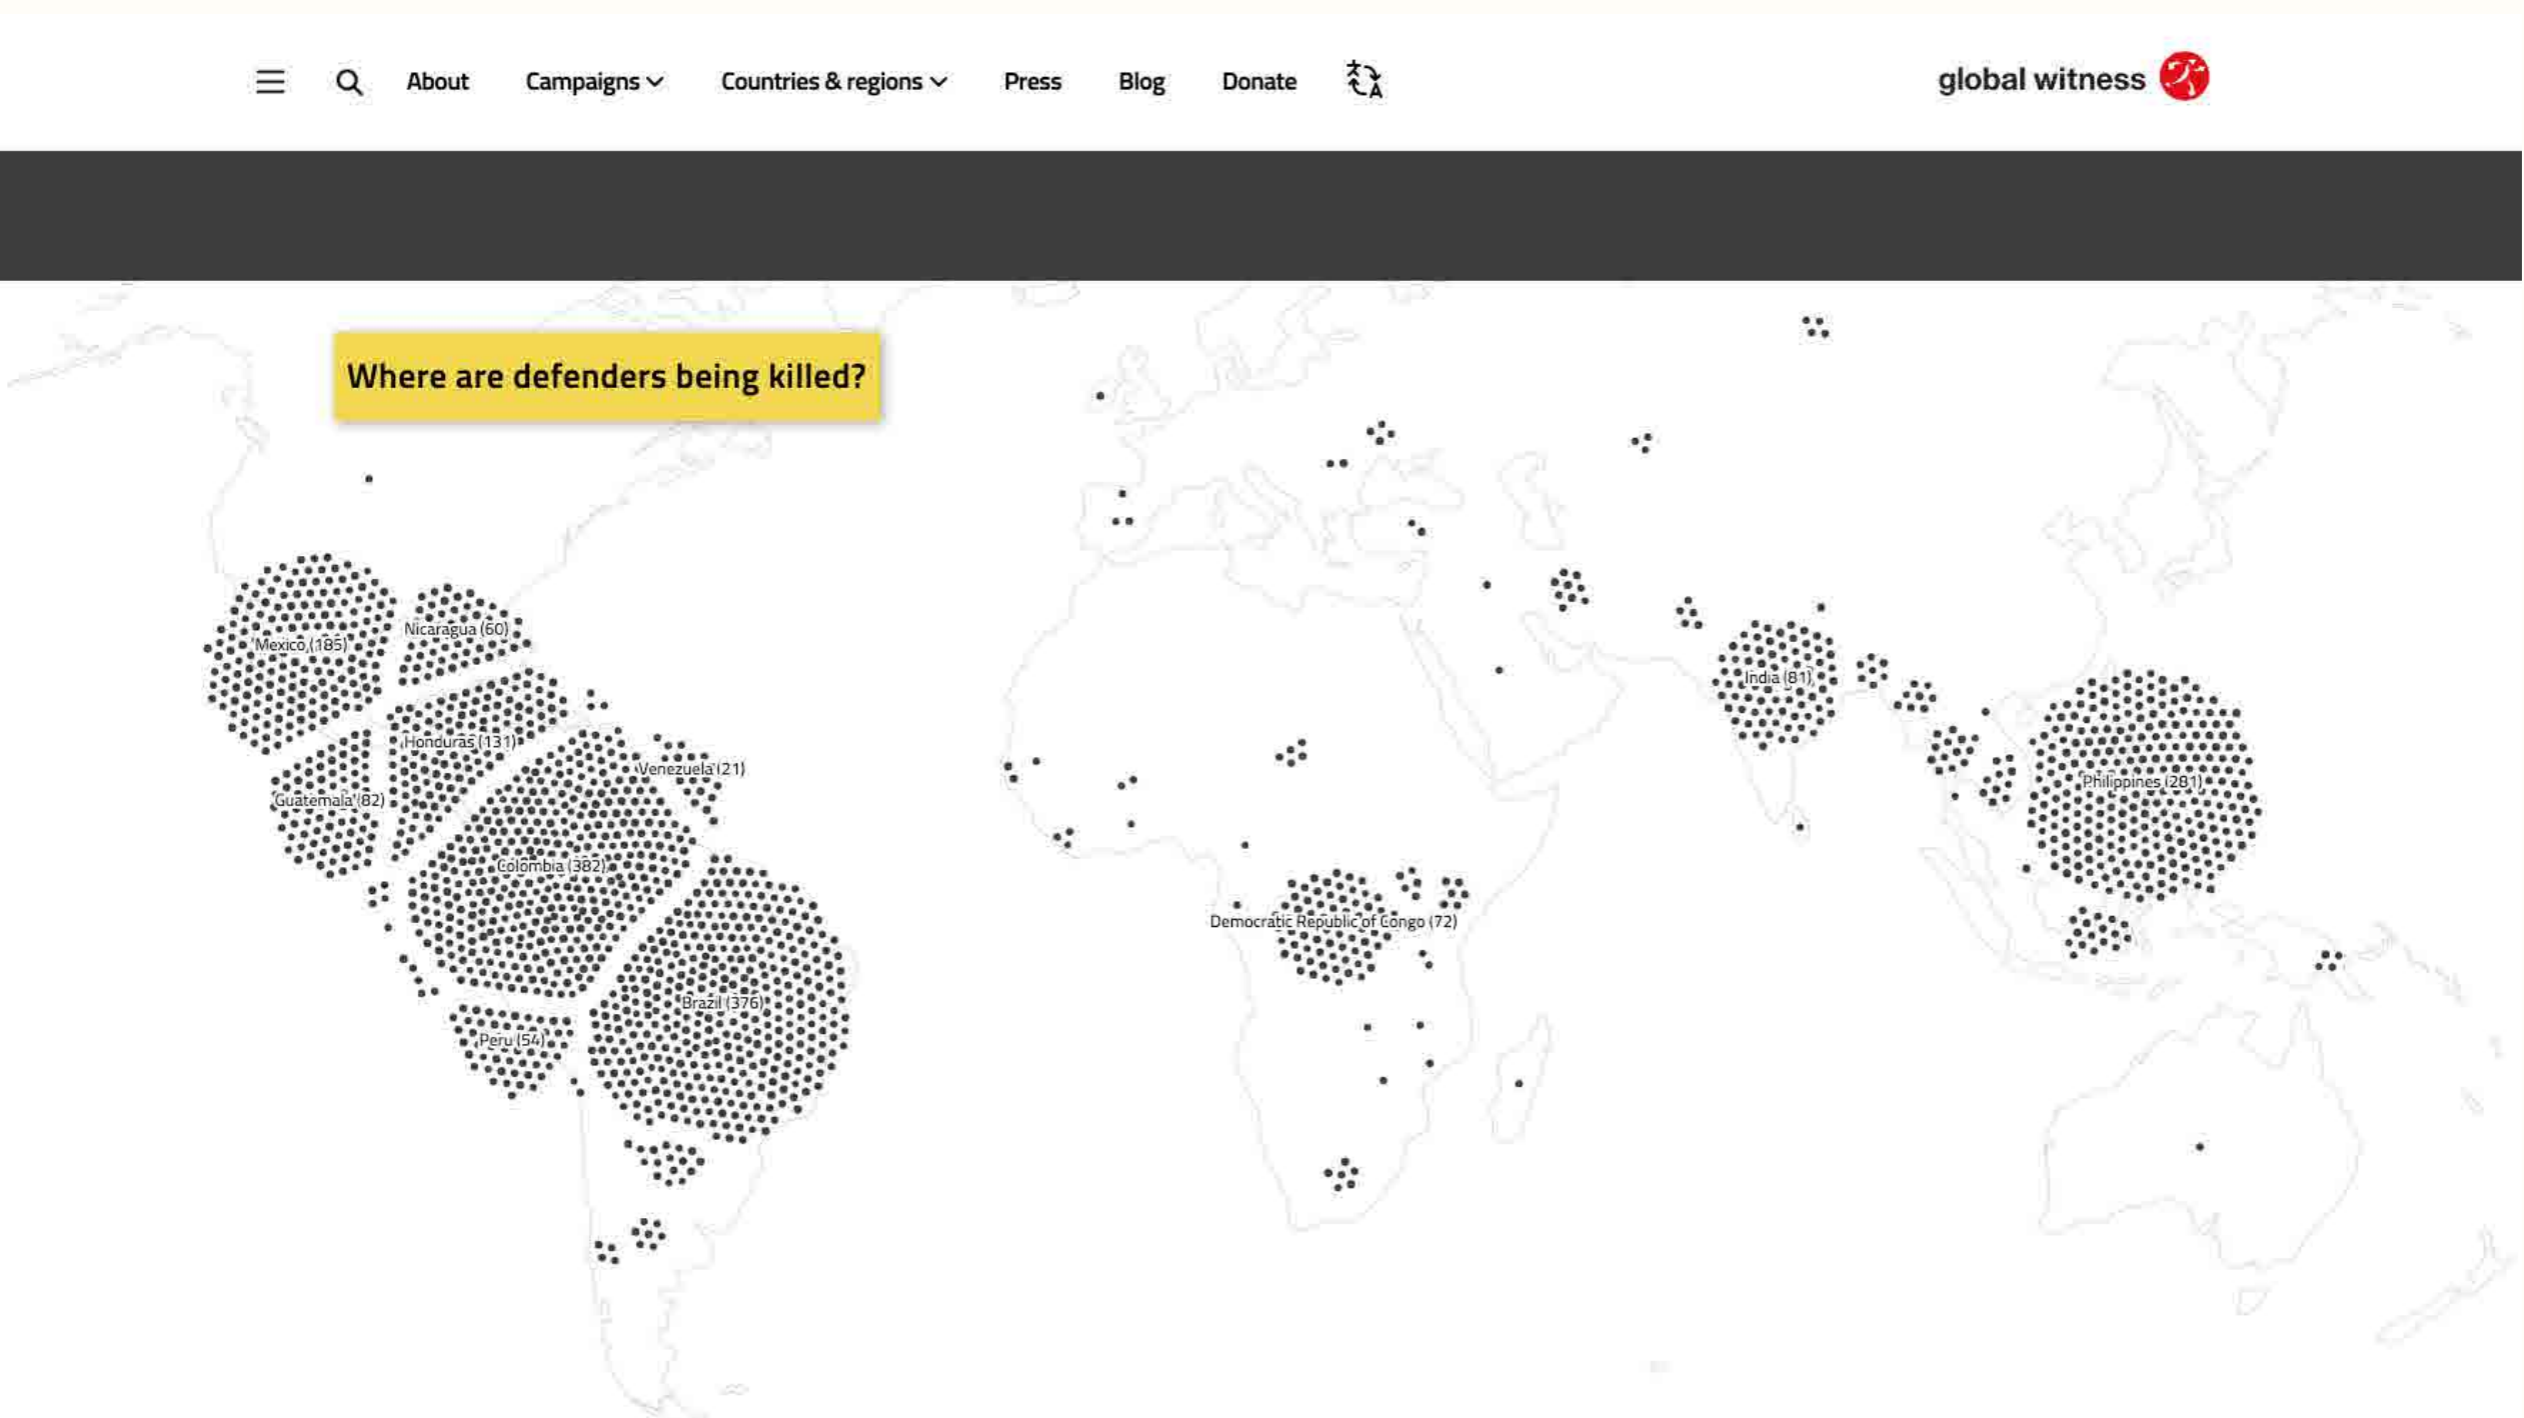 About Campaigns Countries & regions Press Blog Donate
global witness
Where are defenders being killed?
Mexico (185)
Nicaragua (60)
Honduras (131)
Guatemala (82)
Venezuela (21)
Colombia (382)
Brazil (376)
Peru (54)
Democratic Republic of Congo (72)
India (81)
Philippines (281)